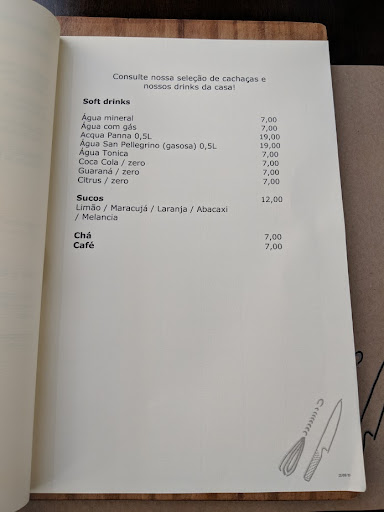 Consulte nossa seleção de cachaças e
nossos drinks da casa!
Soft drinks
Água mineral 7,00
Água com gás 7,00
Acqua Panna 0,5L 19,00
Água San Pellegrino (gasosa) 0,5L 19,00
Água Tonica 7,00
Coca Cola / zero 7,00
Guaraná / zero 7,00
Citrus / zero 7,00
Sucos 12,00
Limão / Maracujá / Laranja / Abacaxi
/ Melancia
Chá 7,00
Café 7,00